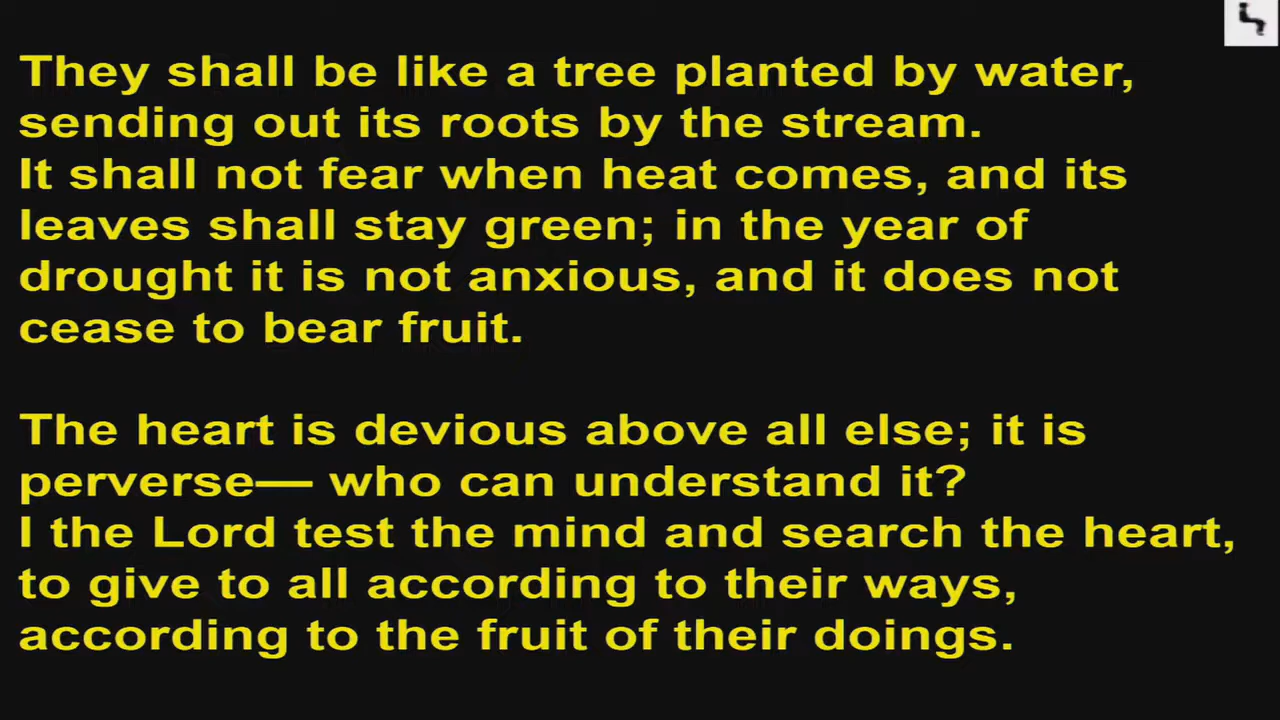 They shall be like a tree planted by water,
sending out its roots by the stream.
It shall not fear when heat comes, and its
leaves shall stay green; in the year of
drought it is not anxious, and it does not
cease to bear fruit.
The heart is devious above all else; it is
perverse— who can understand it?
I the Lord test the mind and search the heart,
to give to all according to their ways,
according to the fruit of their doings.